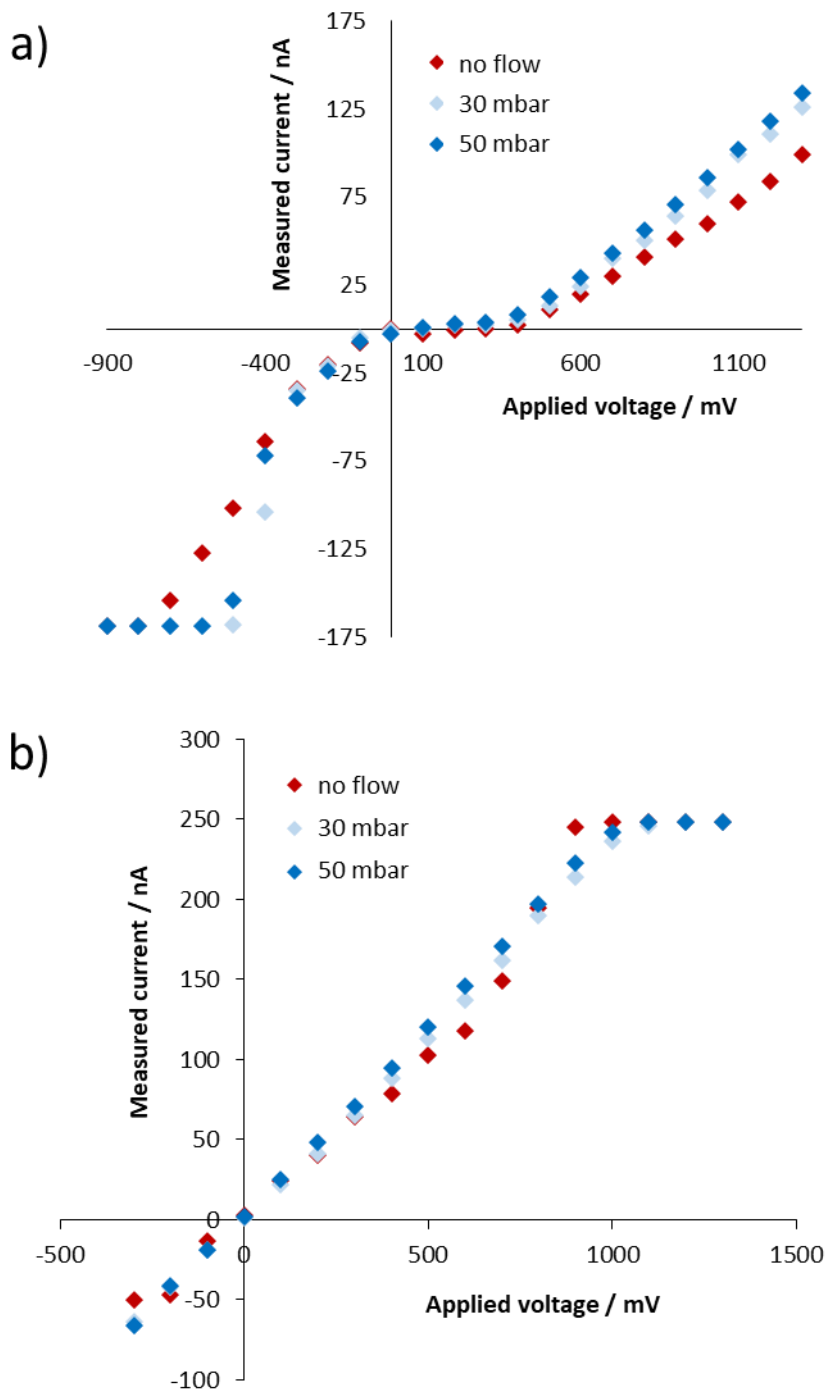 a)
175
125
75
25
-25
-75
-125
-175
Measured current / nA
no flow
30 mbar
50 mbar
-900
-400
100
600
1100
Applied voltage / mV
b)
300
250
200
150
100
50
0
-50
-100
Measured current / nA
no flow
30 mbar
50 mbar
-500
0
500
1000
1500
Applied voltage / mV